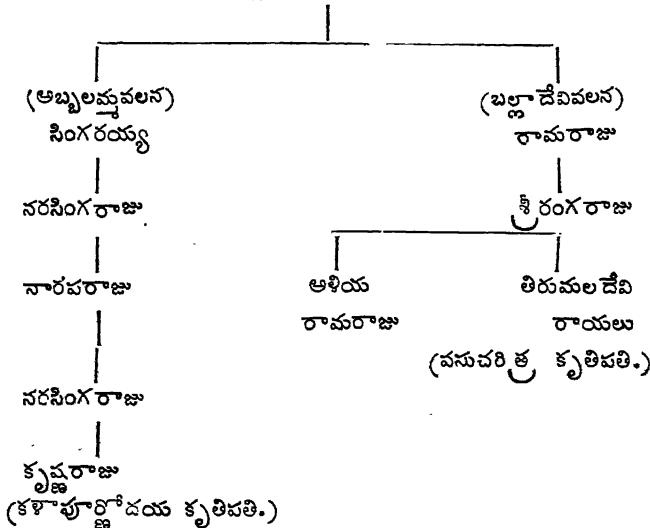 (అబ్బలమ్మవలన) (బల్లాదేవివలన)
సింగరయ్య రామరాజు
నరసింగరాజు శ్రీరంగరాజు
నారపరాజు అళియ తిరుమలదేవి
రామరాజు రాయలు
(వసుచరిత్ర కృతిపతి.)
నరసింగరాజు
కృష్ణరాజు
(కళాపూర్ణోదయ కృతిపతి.)